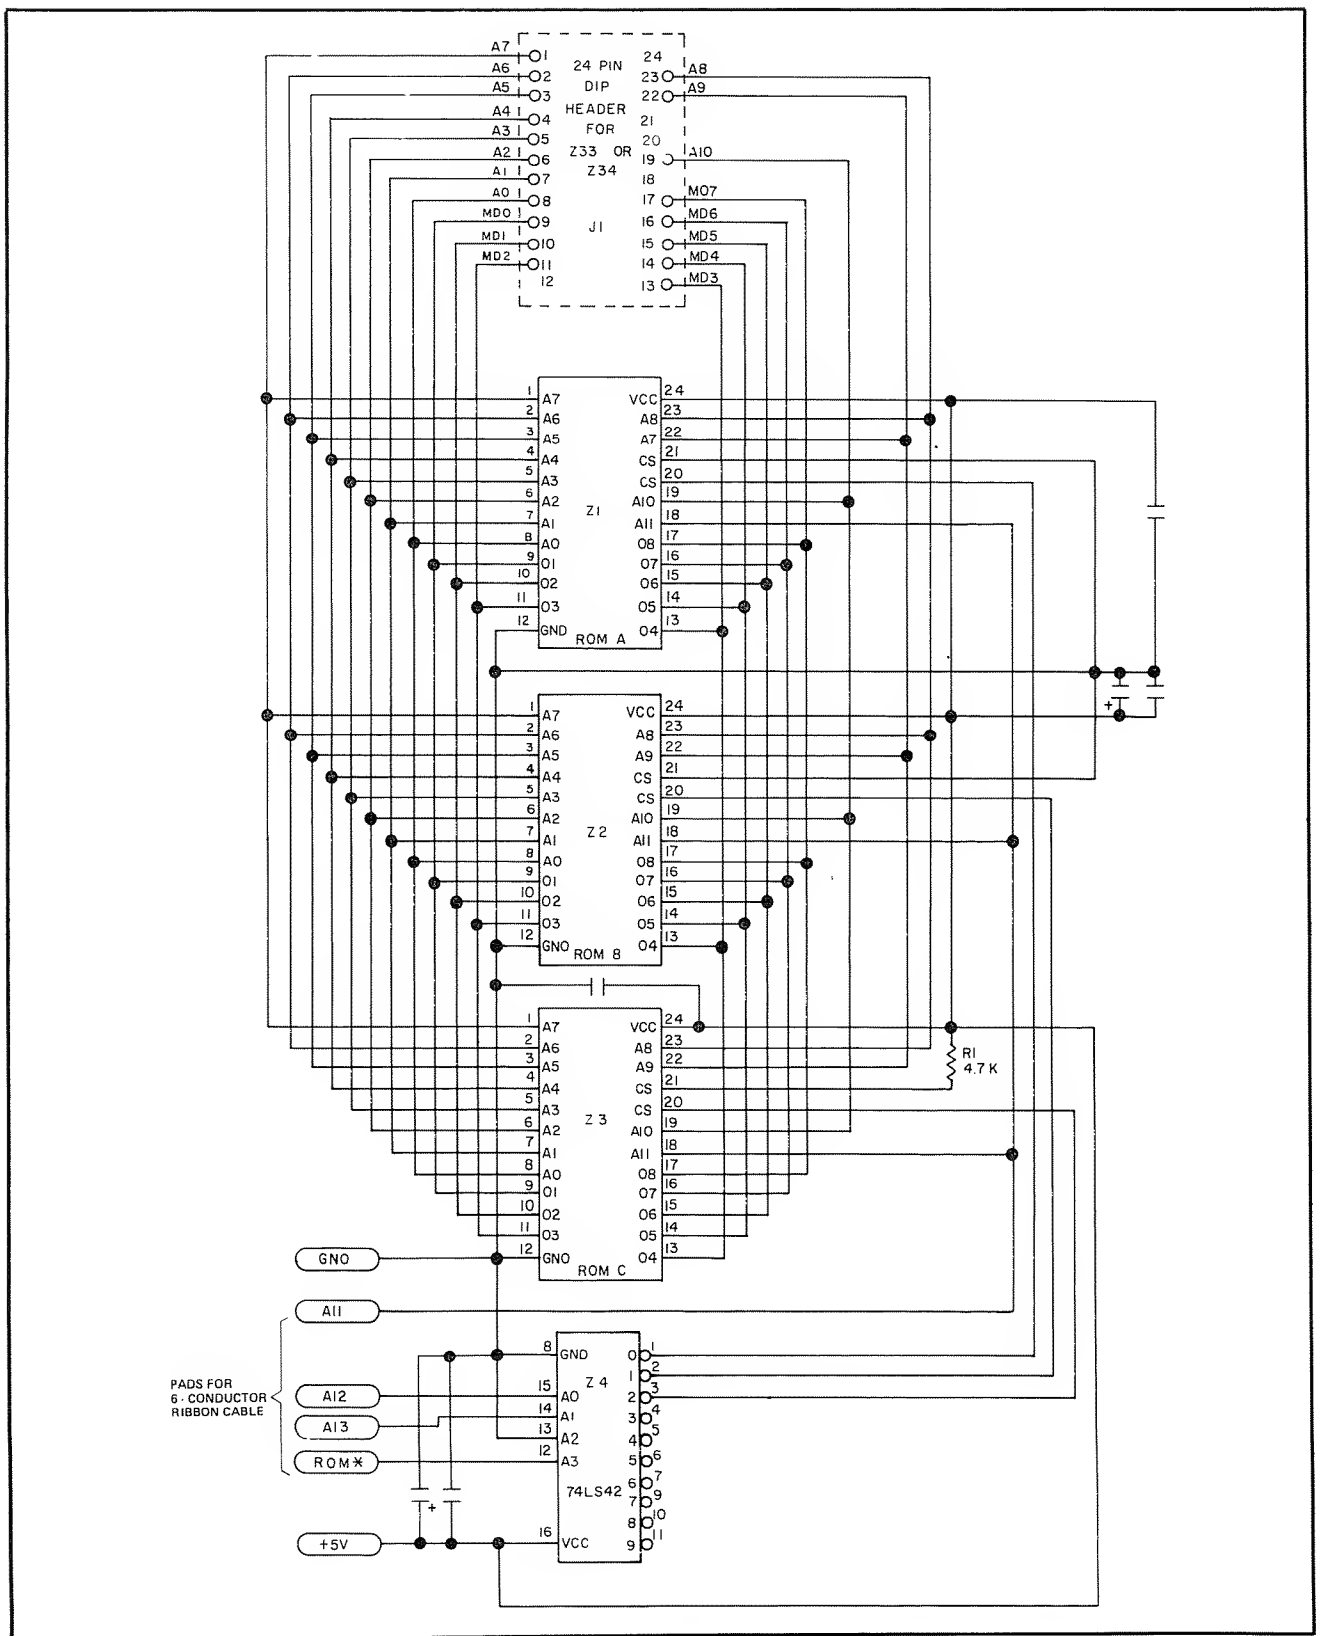 A7 1 24
A6 2 24 PIN 23 A8
A5 3 DIP 22 A9
A4 4 HEADER 21
A3 5 FOR 20
A2 6 Z33 OR 19 A10
A1 7 Z34 18
A0 8 17 MO7
MD0 9 J1 16 MD6
MD1 10 15 MD5
MD2 11 14 MD4
12 13 MD3
1 A7 VCC 24
2 A6 A8 23
3 A5 A7 22
4 A4 CS 21
5 A3 CS 20
6 A2 Z1 A10 19
7 A1 A11 18
8 A0 O8 17
9 O1 O7 16
10 O2 O6 15
11 O3 O5 14
12 GND O4 13
ROM A
+
1 A7 VCC 24
2 A6 A8 23
3 A5 A9 22
4 A4 CS 21
5 A3 CS 20
6 A2 Z2 A10 19
7 A1 A11 18
8 A0 O8 17
9 O1 O7 16
10 O2 O6 15
11 O3 O5 14
12 GNO O4 13
ROM B
1 A7 VCC 24
2 A6 A8 23
3 A5 A9 22
4 A4 CS 21
5 A3 CS 20
6 A2 Z3 A10 19
7 A1 A11 18
8 A0 O8 17
9 O1 O7 16
10 O2 O6 15
11 O3 O5 14
12 GNO O4 13
ROM C
R1
4.7K
GNO
A11
PADS FOR
6-CONDUCTOR
RIBBON CABLE
A12
A13
ROM*
+5V
+
8 GND 0 1
Z4 1 2
15 A0 2 3
14 A1 3 4
13 A2 4 5
12 A3 5 6
74LS42 6 7
7 9
8 10
16 VCC 9 11